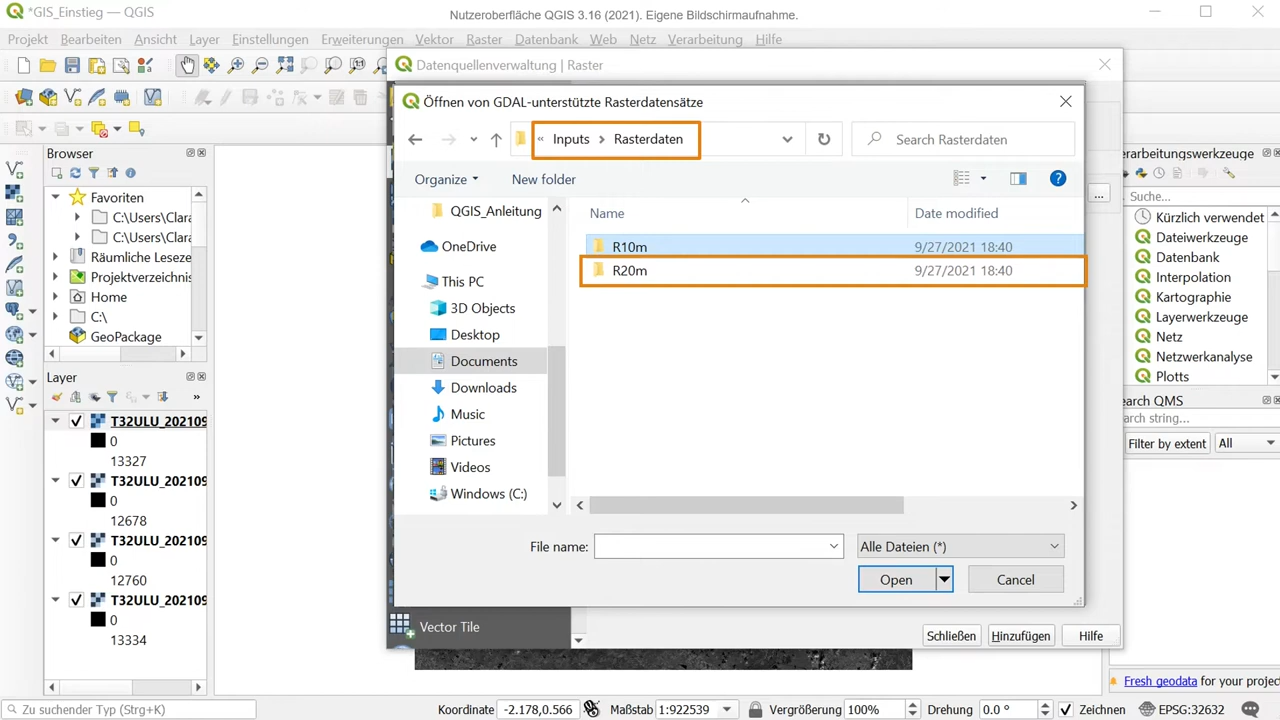 *GIS_Einstieg — QGIS
Nutzeroberfläche QGIS 3.16 (2021). Eigene Bildschirmaufnahme.
Projekt Bearbeiten Ansicht Layer Einstellungen Erweiterungen Vektor Raster Datenbank Web Netz Verarbeitung Hilfe
Datenquellenverwaltung | Raster
Öffnen von GDAL-unterstützte Rasterdatensätze
« Inputs › Rasterdaten
Search Rasterdaten
Organize
New folder
QGIS_Anleitung
OneDrive
This PC
3D Objects
Desktop
Documents
Downloads
Music
Pictures
Videos
Windows (C:)
Name
Date modified
R10m 9/27/2021 18:40
R20m 9/27/2021 18:40
File name:
Alle Dateien (*)
Open
Cancel
Vector Tile
Schließen
Hinzufügen
Hilfe
...
Browser
Favoriten
C:\Users\Clara
C:\Users\Clara
Räumliche Leseze
Projektverzeichnis
Home
C:\
GeoPackage
Layer
»
T32ULU_202109
0
13327
T32ULU_202109
0
12678
T32ULU_202109
0
12760
T32ULU_202109
0
13334
erarbeitungswerkzeuge
Suche...
Kürzlich verwendet
Dateiwerkzeuge
Datenbank
Interpolation
Kartographie
Layerwerkzeuge
Netz
Netzwerkanalyse
Plotts
earch QMS
earch string...
Filter by extent
All
Fresh geodata for your project
Zu suchender Typ (Strg+K)
Koordinate -2.178,0.566
Maßstab 1:922539
Vergrößerung 100%
Drehung 0.0 °
Zeichnen
EPSG:32632